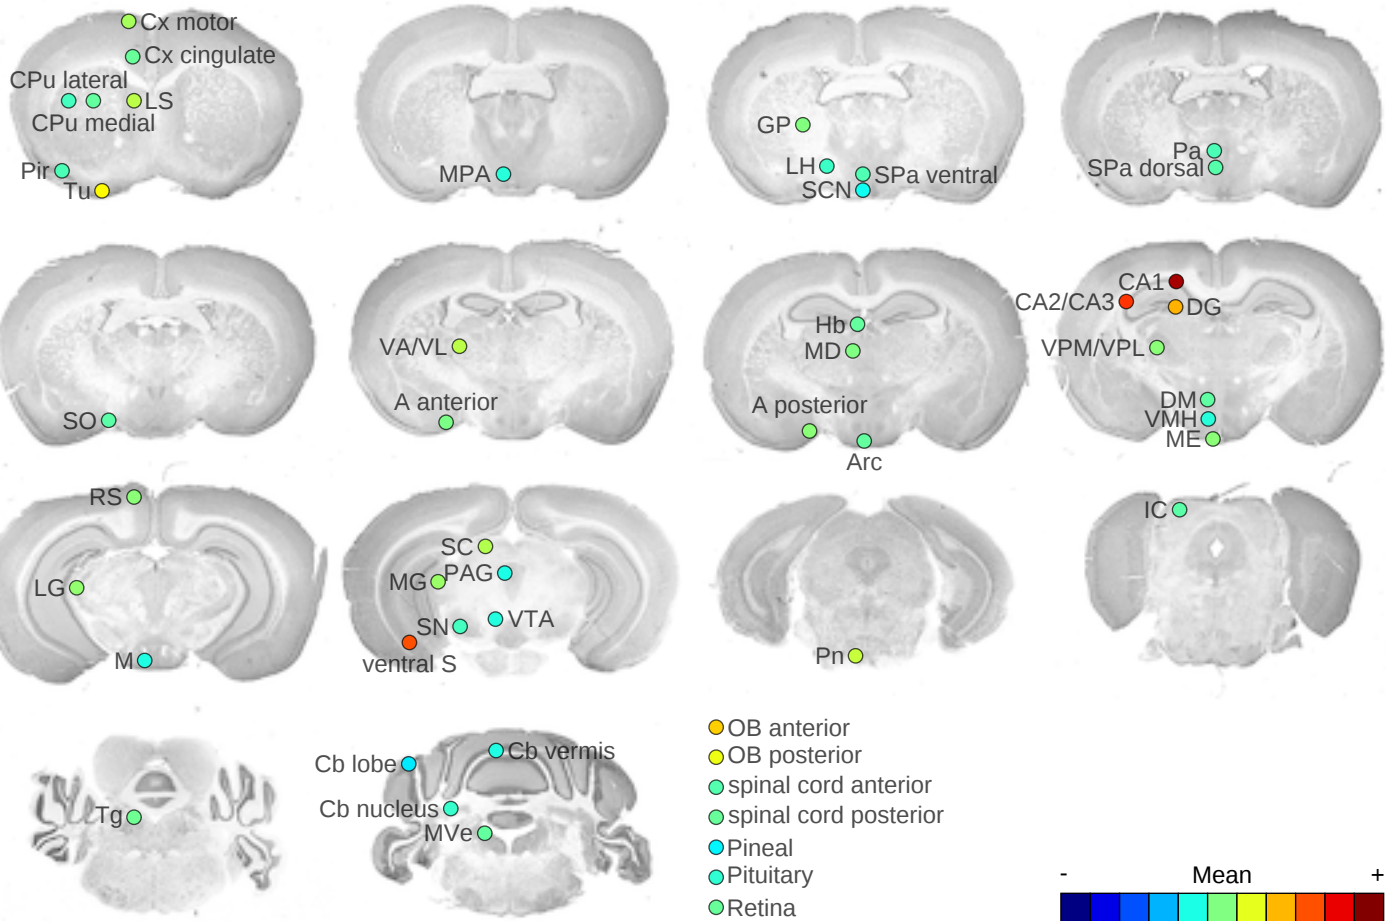 Cx motor
Cx cingulate
CPu lateral
LS
CPu medial
Pir
Tu
MPA
GP
LH
SPa ventral
SCN
Pa
SPa dorsal
SO
VA/VL
A anterior
Hb
MD
A posterior
Arc
CA1
CA2/CA3
DG
VPM/VPL
DM
VMH
ME
RS
LG
M
SC
MG
PAG
SN
VTA
ventral S
Pn
IC
Tg
Cb lobe
Cb vermis
Cb nucleus
MVe
OB anterior
OB posterior
spinal cord anterior
spinal cord posterior
Pineal
Pituitary
Retina
- Mean +